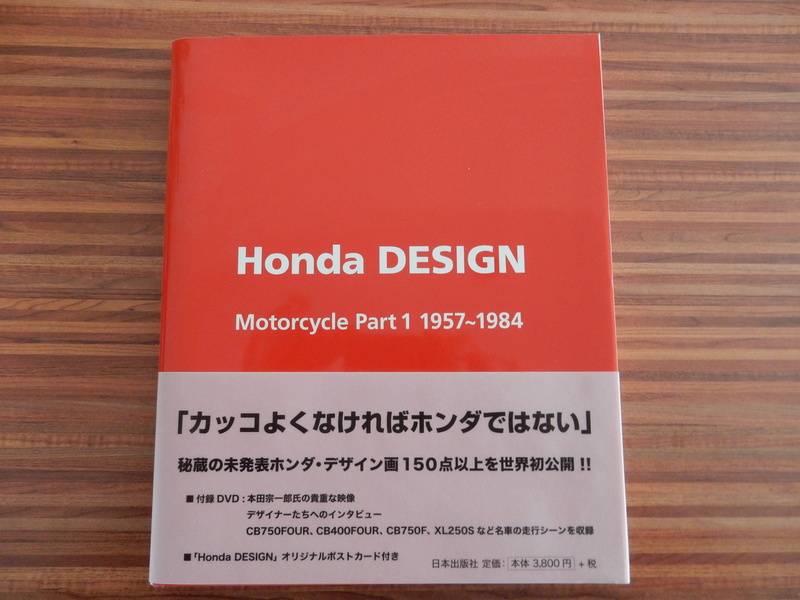 Honda DESIGN
Motorcycle Part 1 1957~1984
「カッコよくなければホンダではない」
秘蔵の未発表ホンダ・デザイン画150点以上を世界初公開!!
■付録DVD:本田宗一郎氏の貴重な映像
デザイナーたちへのインタビュー
CB750FOUR、CB400FOUR、CB750F、XL250Sなど名車の走行シーンを収録
■「Honda DESIGN」オリジナルポストカード付き
日本出版社 定価:本体 3,800円 +税